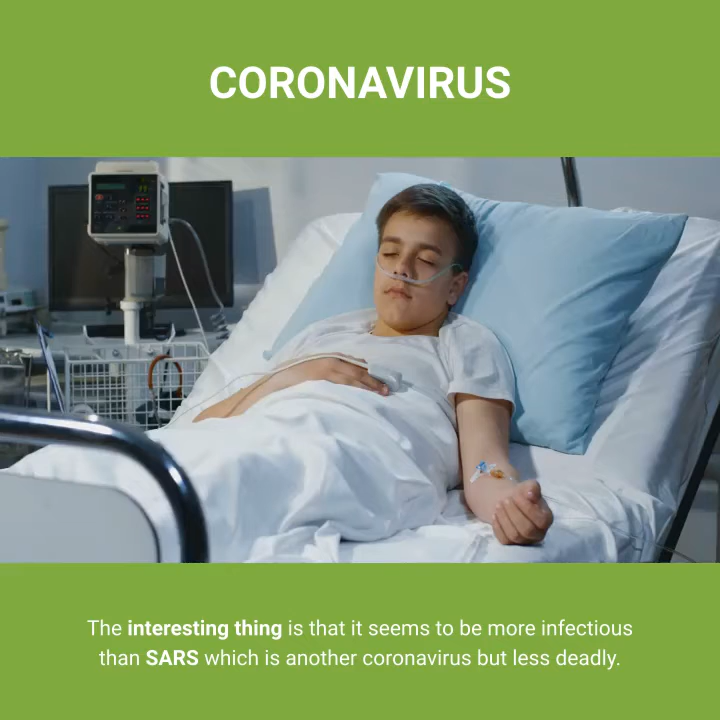 CORONAVIRUS
The interesting thing is that it seems to be more infectious
than SARS which is another coronavirus but less deadly.